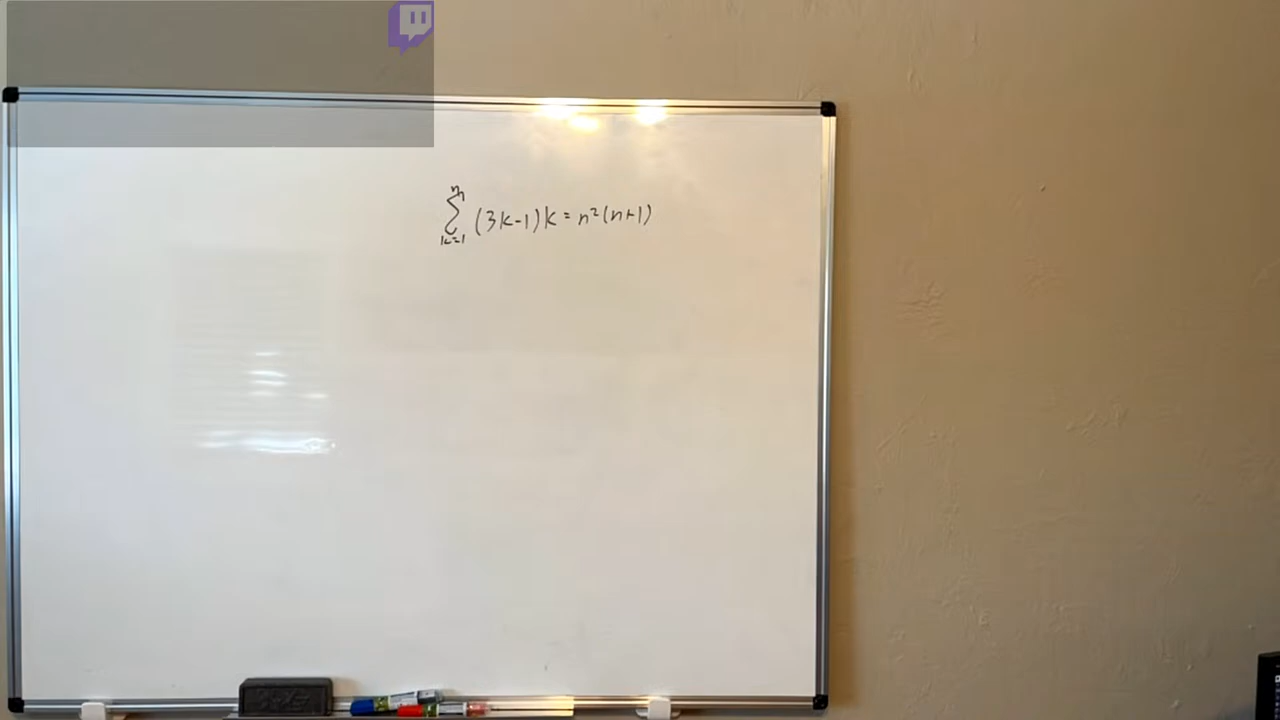 n
∑ (3k-1)k = n²(n+1)
k=1